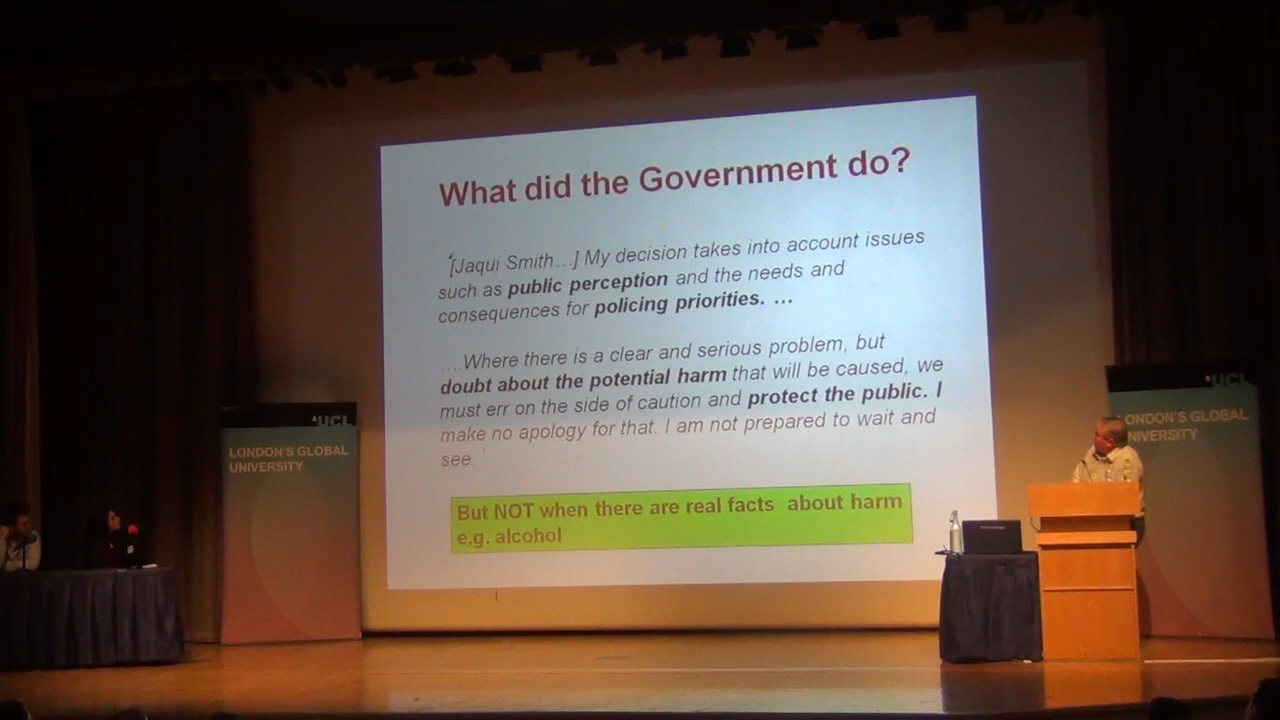 What did the Government do?
'[Jaqui Smith…] My decision takes into account issues
such as public perception and the needs and
consequences for policing priorities. …
….Where there is a clear and serious problem, but
doubt about the potential harm that will be caused, we
must err on the side of caution and protect the public. I
make no apology for that. I am not prepared to wait and
see.'
But NOT when there are real facts about harm
e.g. alcohol
UCL
LONDON'S GLOBAL
UNIVERSITY
UCL
LONDON'S GLOBAL
UNIVERSITY